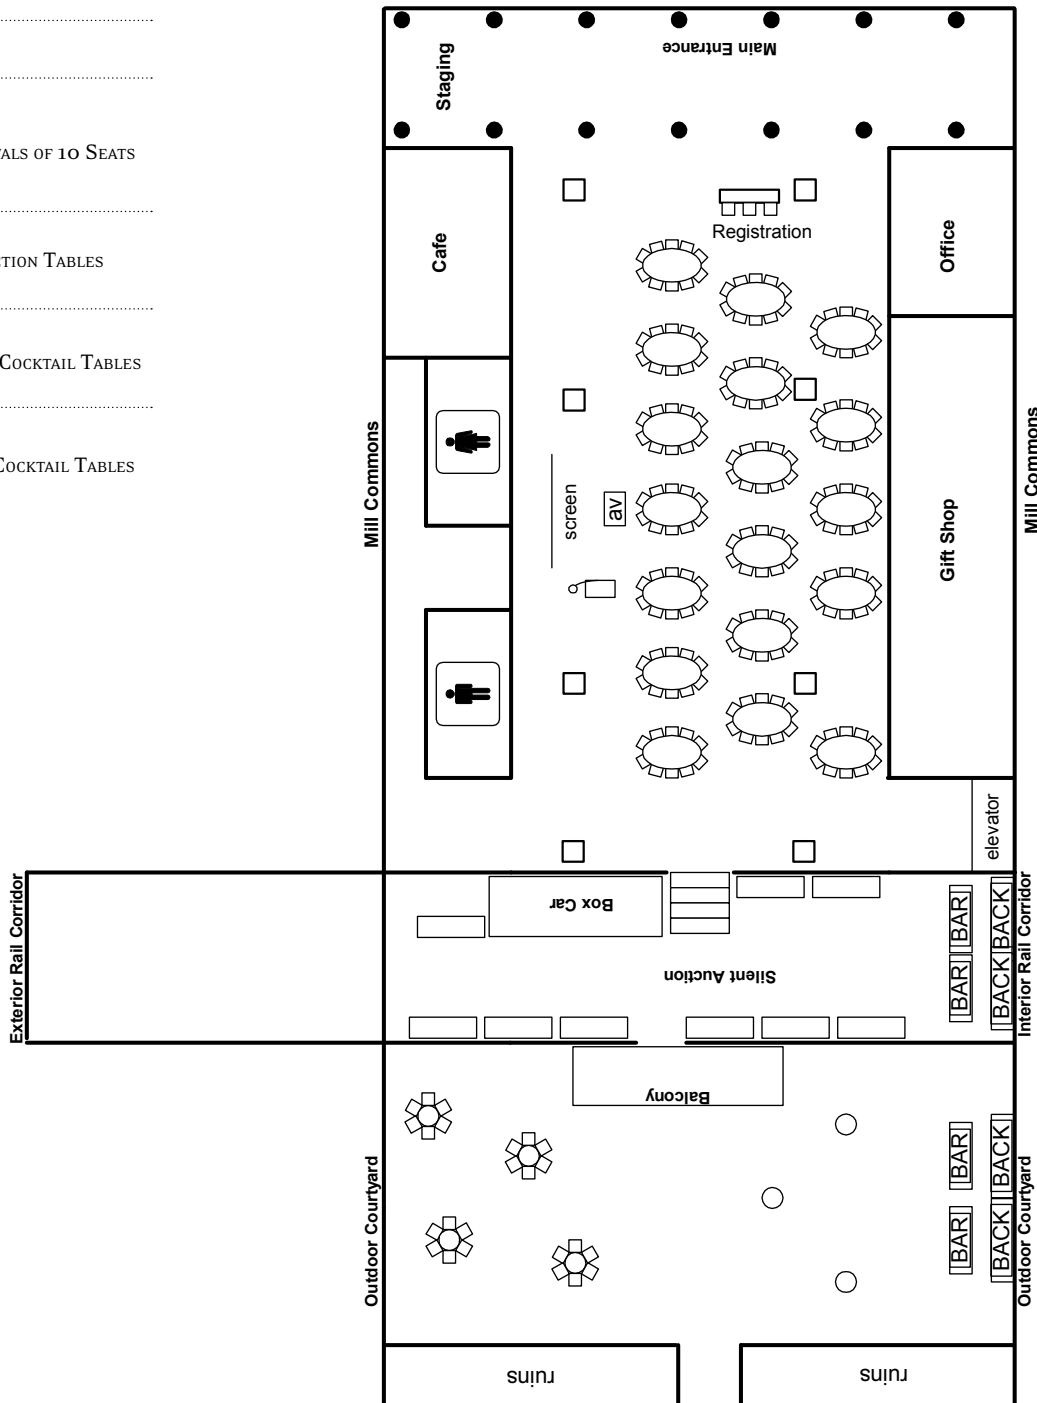 ALS OF 10 SEATS
TION TABLES
COCKTAIL TABLES
COCKTAIL TABLES
Main Entrance
Staging
Registration
Cafe
Office
Mill Commons
screen
av
Gift Shop
Mill Commons
elevator
Exterior Rail Corridor
Box Car
Silent Auction
BAR
BACK
BAR
BACK
Interior Rail Corridor
Balcony
Outdoor Courtyard
BAR
BACK
BAR
BACK
Outdoor Courtyard
ruins
ruins